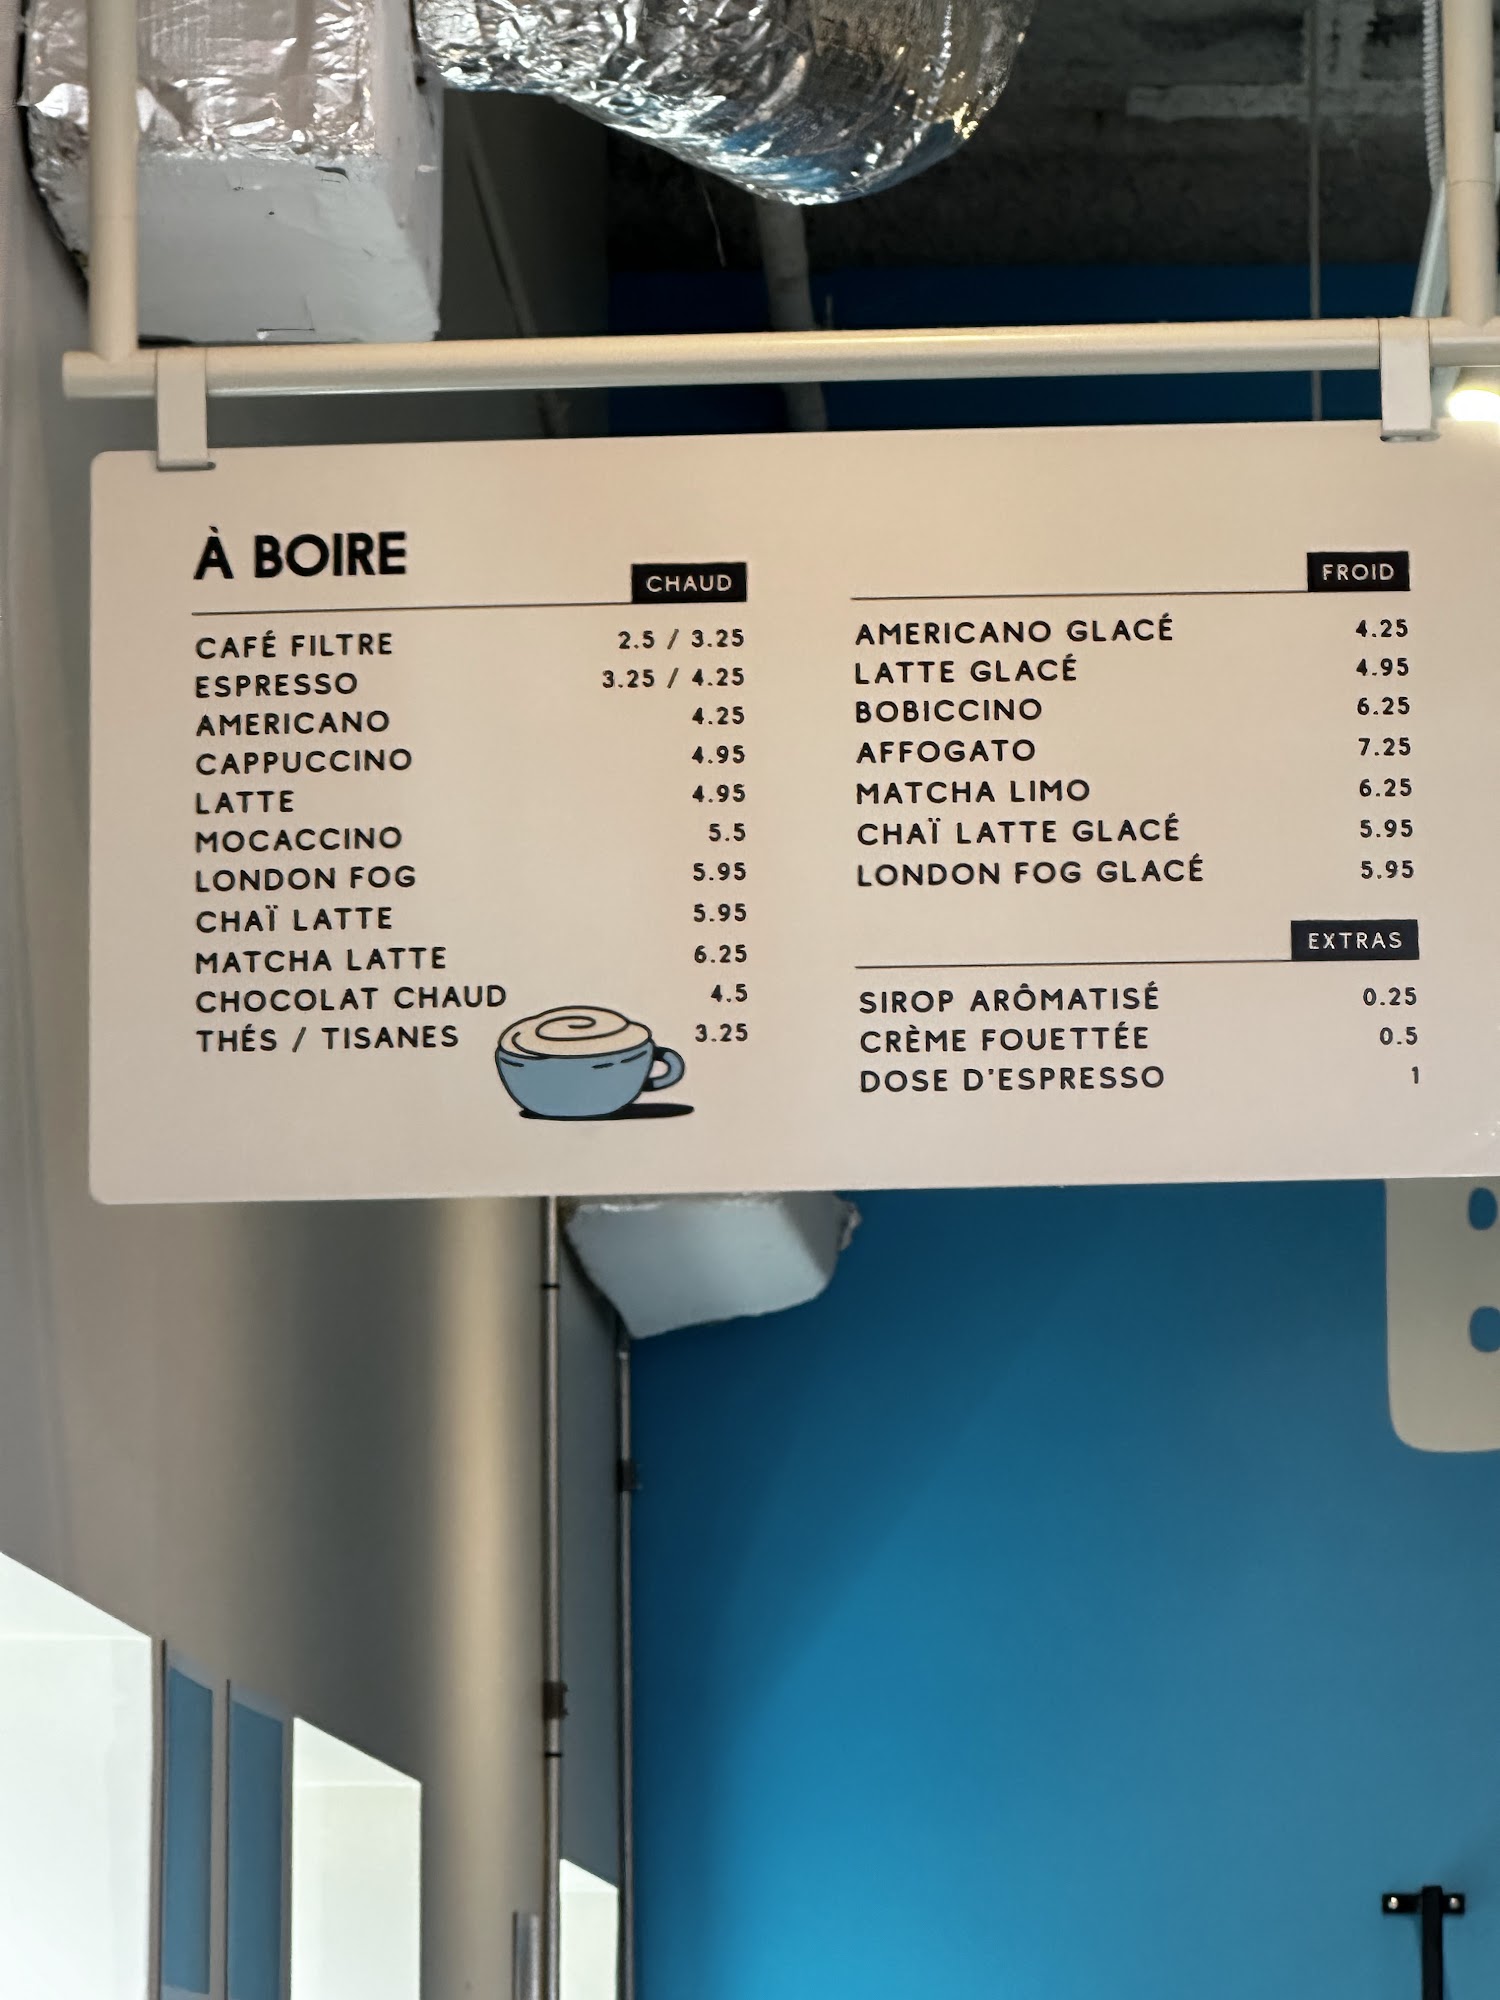 À BOIRE
CHAUD
CAFÉ FILTRE 2.5 / 3.25
ESPRESSO 3.25 / 4.25
AMERICANO 4.25
CAPPUCCINO 4.95
LATTE 4.95
MOCACCINO 5.5
LONDON FOG 5.95
CHAÏ LATTE 5.95
MATCHA LATTE 6.25
CHOCOLAT CHAUD 4.5
THÉS / TISANES 3.25
FROID
AMERICANO GLACÉ 4.25
LATTE GLACÉ 4.95
BOBICCINO 6.25
AFFOGATO 7.25
MATCHA LIMO 6.25
CHAÏ LATTE GLACÉ 5.95
LONDON FOG GLACÉ 5.95
EXTRAS
SIROP ARÔMATISÉ 0.25
CRÈME FOUETTÉE 0.5
DOSE D'ESPRESSO 1